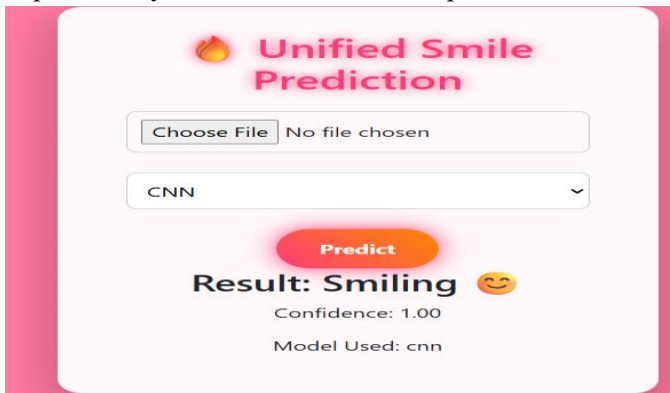 🔥 Unified Smile
Prediction
Choose File No file chosen
CNN
Predict
Result: Smiling 😊
Confidence: 1.00
Model Used: cnn